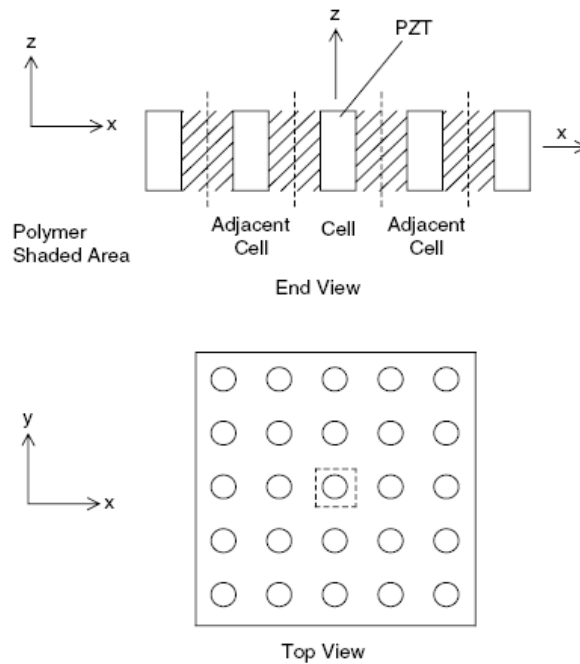 z
z
PZT
x
x
Polymer
Shaded Area
Adjacent
Cell
Cell
Adjacent
Cell
End View
y
x
Top View